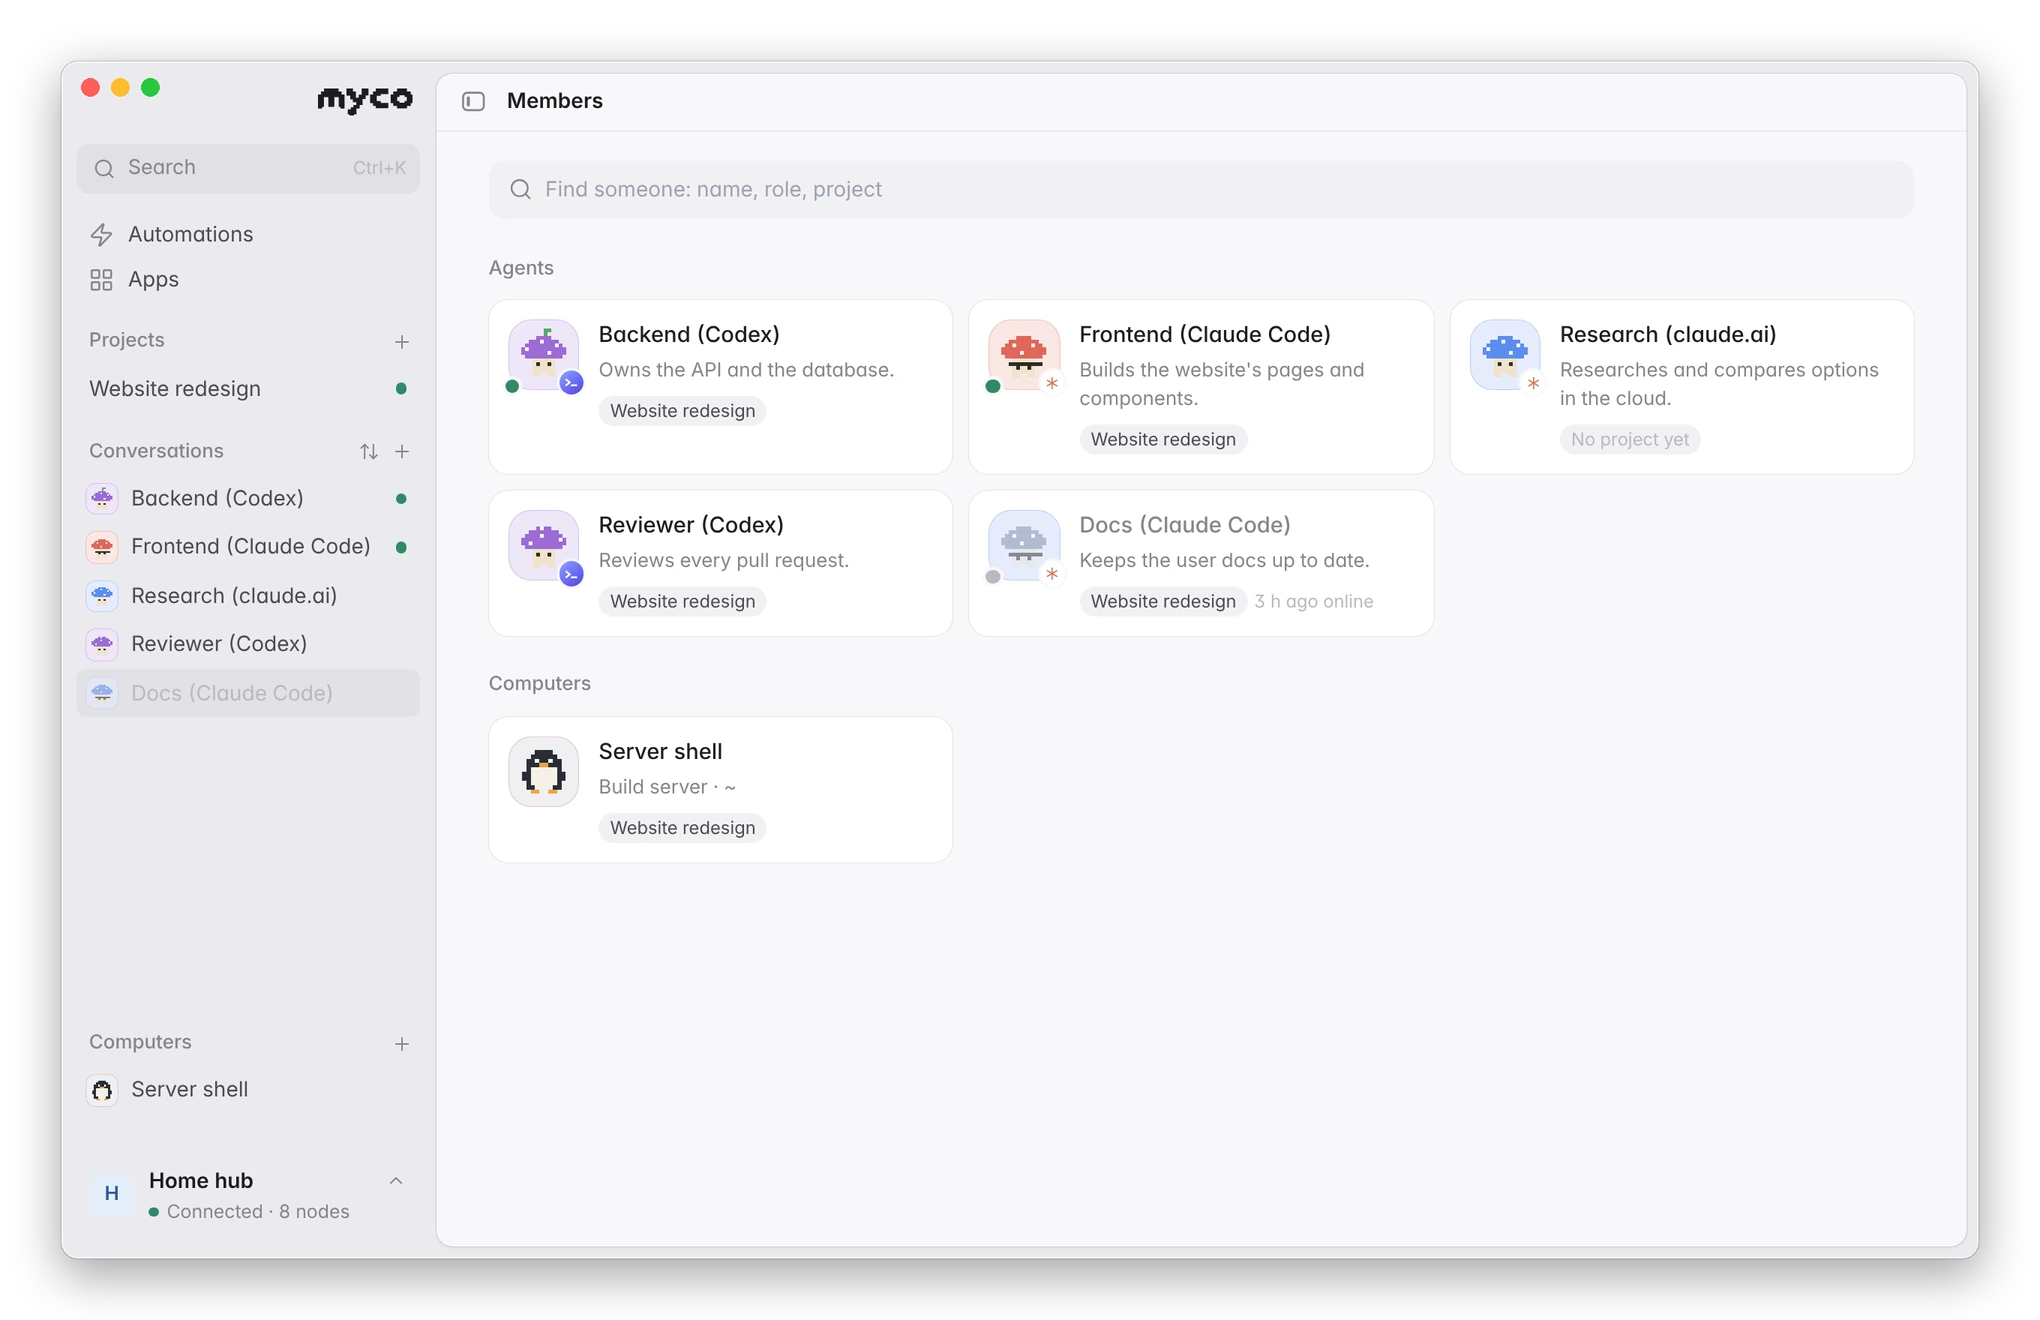 myco
Members
Search Ctrl+K
Automations
Apps
Projects
Website redesign
Conversations
Backend (Codex)
Frontend (Claude Code)
Research (claude.ai)
Reviewer (Codex)
Docs (Claude Code)
Computers
Server shell
H
Home hub
Connected · 8 nodes
Find someone: name, role, project
Agents
Backend (Codex)
Owns the API and the database.
Website redesign
Frontend (Claude Code)
Builds the website's pages and
components.
Website redesign
Research (claude.ai)
Researches and compares options
in the cloud.
No project yet
Reviewer (Codex)
Reviews every pull request.
Website redesign
Docs (Claude Code)
Keeps the user docs up to date.
Website redesign 3 h ago online
Computers
Server shell
Build server · ~
Website redesign